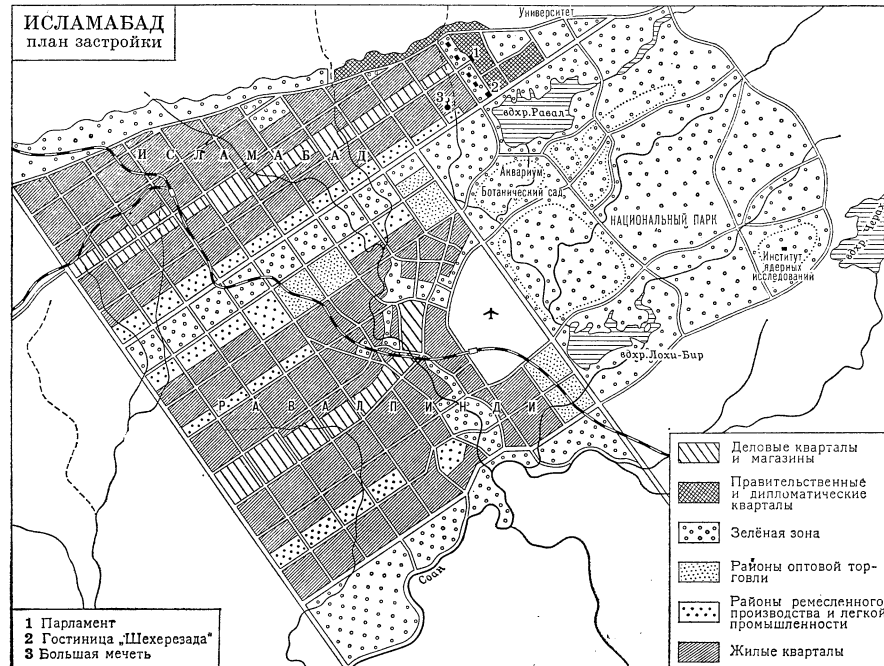 ИСЛАМАБАД
план застройки
Университет
1
2
3
вдхр. Равал
ИСЛАМАБАД
Аквариум
Ботанический сад
НАЦИОНАЛЬНЫЙ ПАРК
вдхр. Чера
Институт
ядерных
исследований
вдхр. Лохи-Бир
РАВАЛПИНДИ
Соан
Деловые кварталы
и магазины
Правительственные
и дипломатические
кварталы
Зелёная зона
Районы оптовой тор-
говли
Районы ремесленного
производства и легкой
промышленности
Жилые кварталы
1 Парламент
2 Гостиница „Шехерезада"
3 Большая мечеть